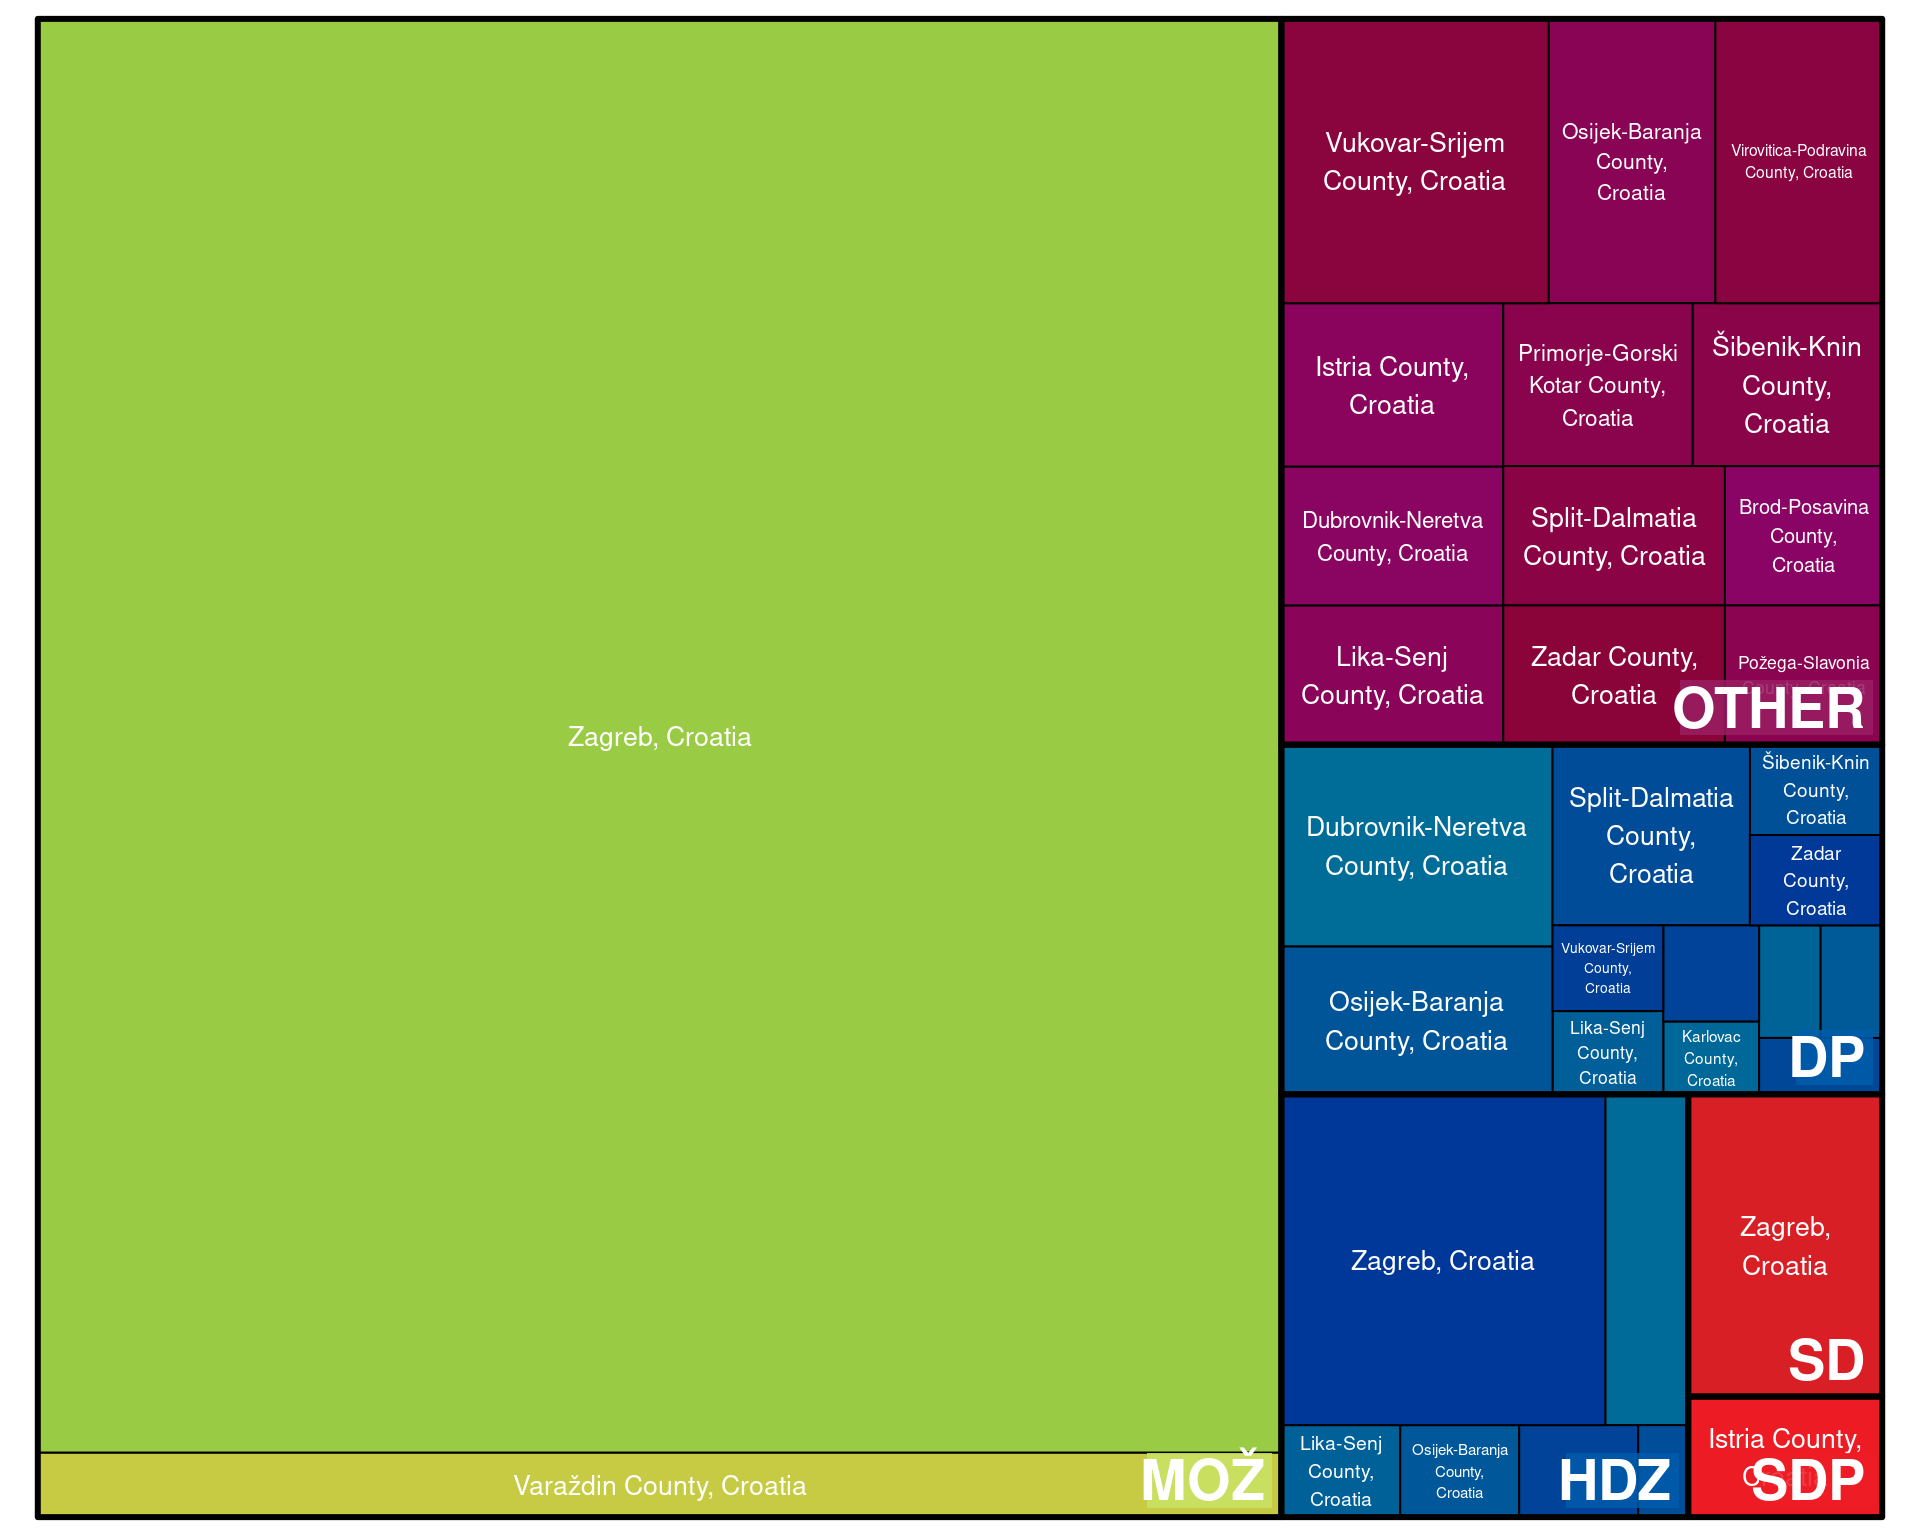 Zagreb, Croatia
Varaždin County, Croatia
MOŽ
Vukovar-Srijem
County, Croatia
Osijek-Baranja
County,
Croatia
Virovitica-Podravina
County, Croatia
Istria County,
Croatia
Primorje-Gorski
Kotar County,
Croatia
Šibenik-Knin
County,
Croatia
Dubrovnik-Neretva
County, Croatia
Split-Dalmatia
County, Croatia
Brod-Posavina
County,
Croatia
Lika-Senj
County, Croatia
Zadar County,
Croatia
Požega-Slavonia
County, Croatia
OTHER
Dubrovnik-Neretva
County, Croatia
Split-Dalmatia
County,
Croatia
Šibenik-Knin
County,
Croatia
Zadar
County,
Croatia
Osijek-Baranja
County, Croatia
Vukovar-Srijem
County,
Croatia
Lika-Senj
County,
Croatia
Karlovac
County,
Croatia
DP
Zagreb, Croatia
Lika-Senj
County,
Croatia
Osijek-Baranja
County,
Croatia
HDZ
Zagreb,
Croatia
SD
Istria County,
SDP